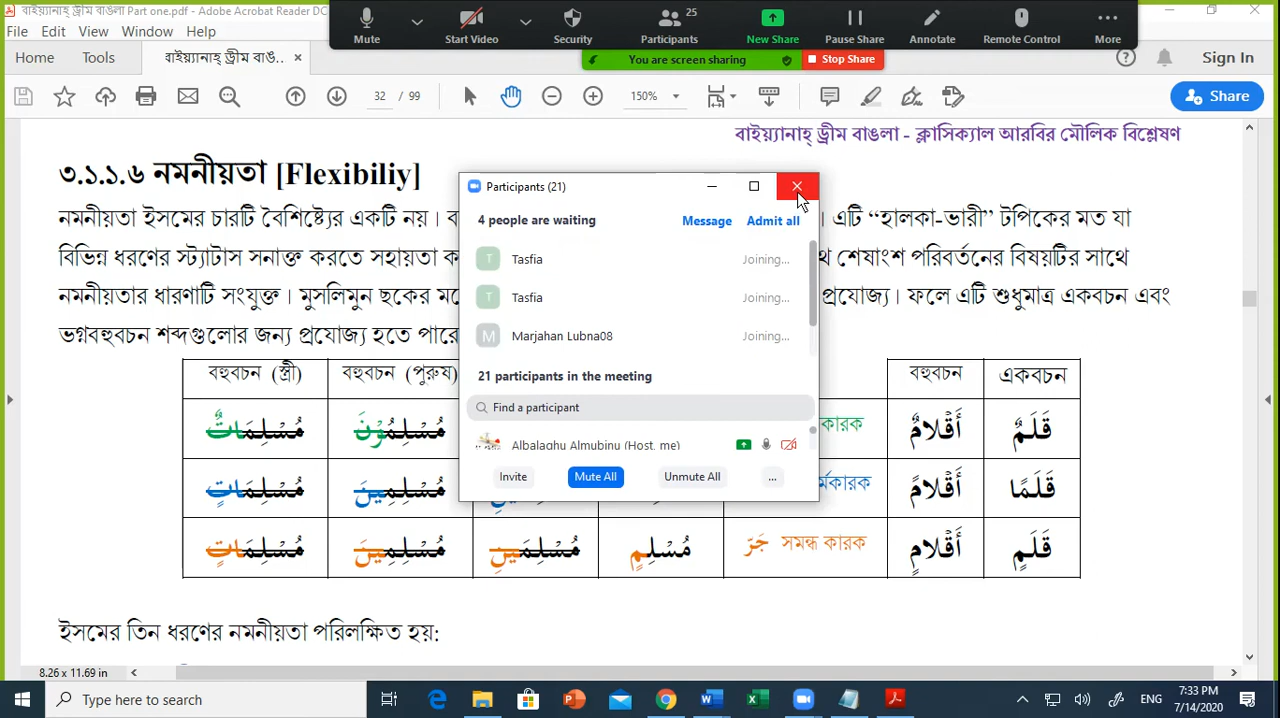 বাইয়্যানাহ্ ড্রীম বাঙলা Part one.pdf - Adobe Acrobat Reader DC
File Edit View Window Help
Mute
Start Video
Security
25
Participants
New Share
Pause Share
Annotate
Remote Control
More
You are screen sharing
Stop Share
Home
Tools
বাইয়্যানাহ্ ড্রীম বাঙ..
Sign In
32 / 99
150%
Share
বাইয়্যানাহ্ ড্রীম বাঙলা - ক্লাসিক্যাল আরবির মৌলিক বিশ্লেষণ
৩.১.১.৬ নমনীয়তা [Flexibiliy]
নমনীয়তা ইসমের চারটি বৈশিষ্ট্যের একটি নয়। এটি “হালকা-ভারী” টপিকের মত যা
বিভিন্ন ধরণের স্ট্যাটাস সনাক্ত করতে সহায়তা শেষাংশ পরিবর্তনের বিষয়টির সাথে
নমনীয়তার ধারণাটি সংযুক্ত। মুসলিমুন ছকের প্রযোজ্য। ফলে এটি শুধুমাত্র একবচন এবং
ভগ্নবহুবচন শব্দগুলোর জন্য প্রযোজ্য হতে পারে
Participants (21)
4 people are waiting
Message
Admit all
T Tasfia Joining...
T Tasfia Joining...
M Marjahan Lubna08 Joining...
21 participants in the meeting
Find a participant
Albalaghu Almubinu (Host, me)
Invite
Mute All
Unmute All
...
বহুবচন (স্ত্রী) বহুবচন (পুরুষ) বহুবচন একবচন
مُسْلِمَاتٌ مُسْلِمُوْنَ কারক أَقْلامٌ قَلَمٌ
مُسْلِمَاتٍ مُسْلِمِينَ র্মকারক أَقْلامً قَلَمًا
مُسْلِمَاتٍ مُسْلِمِينَ مُسْلِمَيْنِ مُسْلِمٍ جَرّ সমন্ধ কারক أَقْلامٍ قَلَمٍ
ইসমের তিন ধরণের নমনীয়তা পরিলক্ষিত হয়:
8.26 x 11.69 in
Type here to search
ENG
7:33 PM
7/14/2020